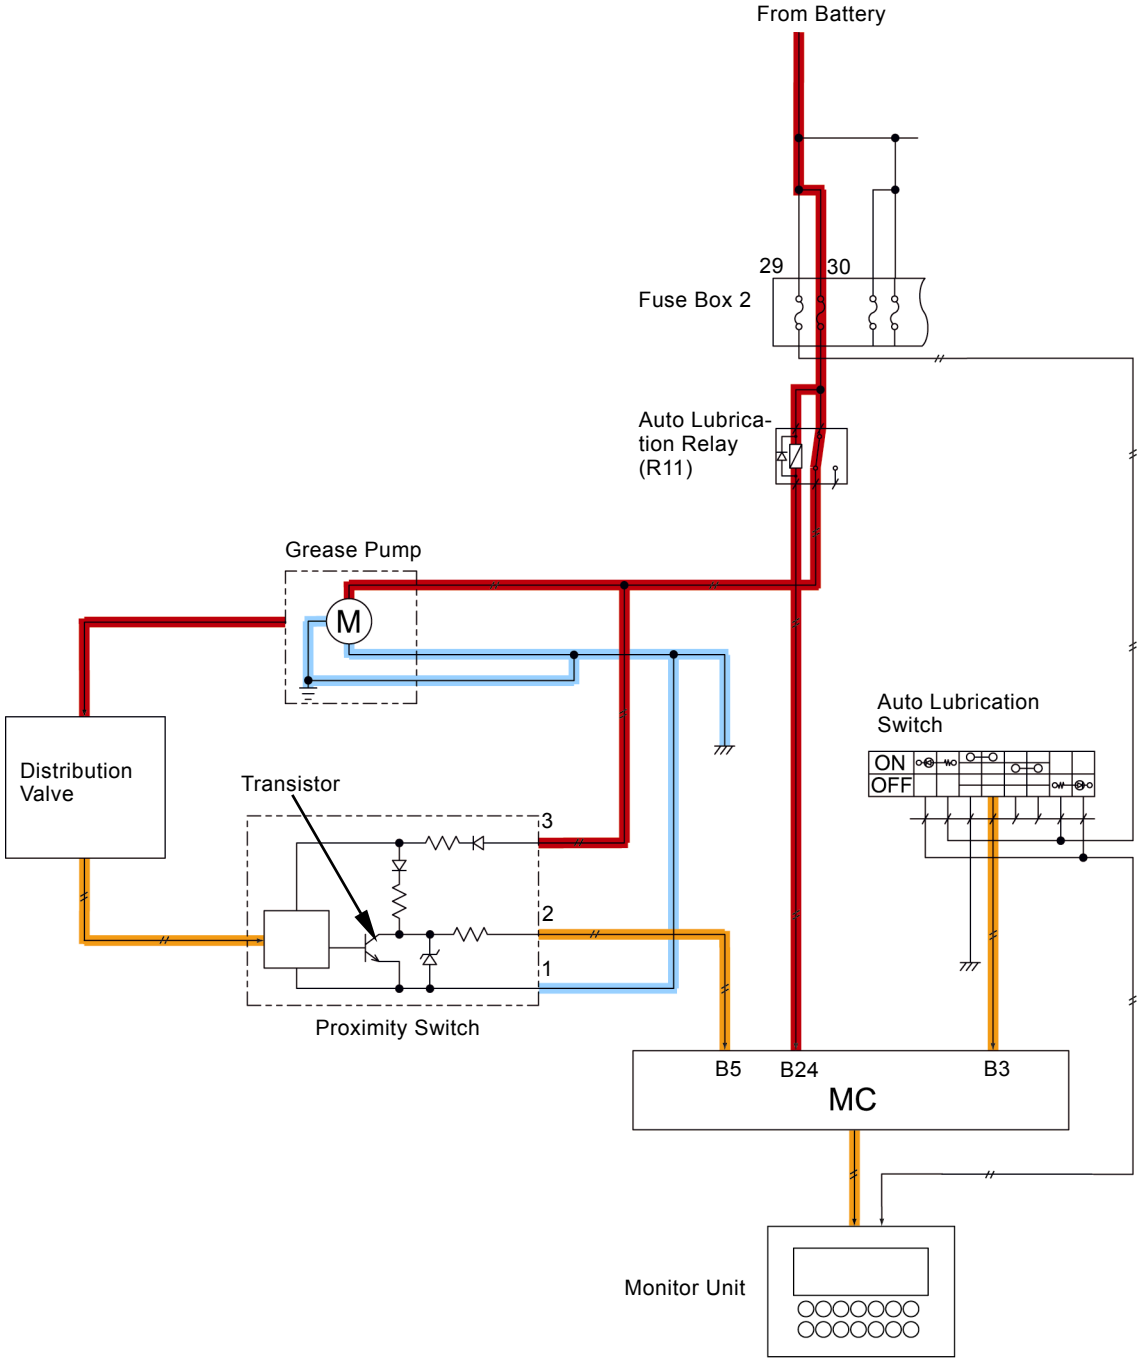 From Battery
29
30
Fuse Box 2
Auto Lubrica-
tion Relay
(R11)
Grease Pump
M
Auto Lubrication
Switch
ON
OFF
Distribution
Valve
Transistor
3
2
1
Proximity Switch
B5
B24
B3
MC
Monitor Unit